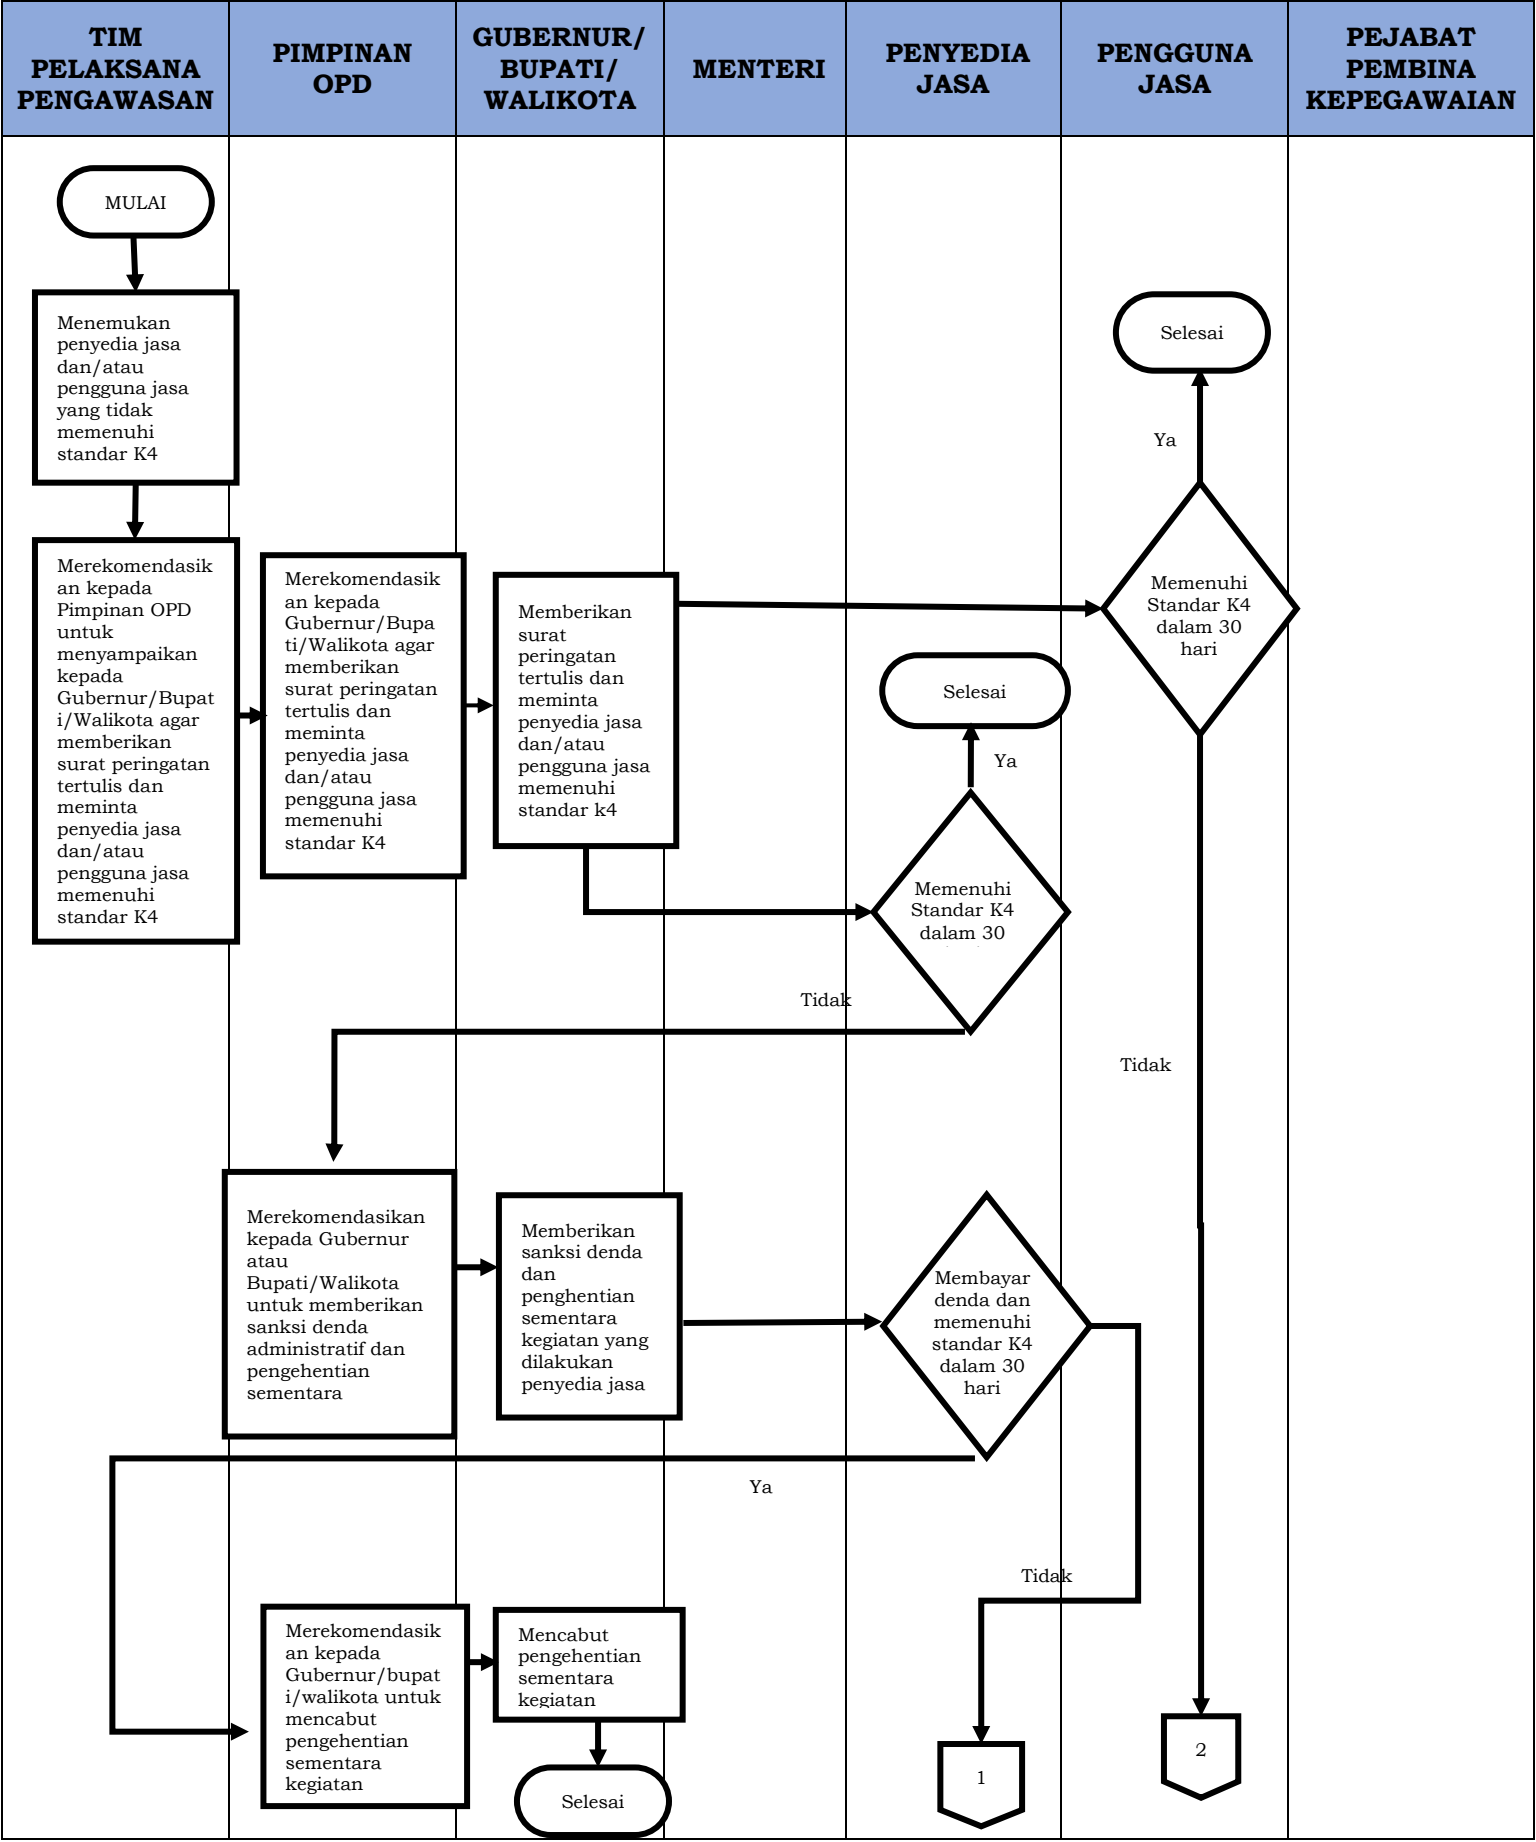 TIM
PELAKSANA
PENGAWASAN
PIMPINAN
OPD
GUBERNUR/
BUPATI/
WALIKOTA
MENTERI
PENYEDIA
JASA
PENGGUNA
JASA
PEJABAT
PEMBINA
KEPEGAWAIAN
MULAI
Menemukan
penyedia jasa
dan/atau
pengguna jasa
yang tidak
memenuhi
standar K4
Selesai
Ya
Merekomendasik
an kepada
Pimpinan OPD
untuk
menyampaikan
kepada
Gubernur/Bupat
i/Walikota agar
memberikan
surat peringatan
tertulis dan
meminta
penyedia jasa
dan/atau
pengguna jasa
memenuhi
standar K4
Merekomendasik
an kepada
Gubernur/Bupa
ti/Walikota agar
memberikan
surat peringatan
tertulis dan
meminta
penyedia jasa
dan/atau
pengguna jasa
memenuhi
standar K4
Memberikan
surat
peringatan
tertulis dan
meminta
penyedia jasa
dan/atau
pengguna jasa
memenuhi
standar k4
Memenuhi
Standar K4
dalam 30
hari
Selesai
Ya
Memenuhi
Standar K4
dalam 30
Tidak
Tidak
Merekomendasikan
kepada Gubernur
atau
Bupati/Walikota
untuk memberikan
sanksi denda
administratif dan
pengehentian
sementara
Memberikan
sanksi denda
dan
penghentian
sementara
kegiatan yang
dilakukan
penyedia jasa
Membayar
denda dan
memenuhi
standar K4
dalam 30
hari
Ya
Tidak
Merekomendasik
an kepada
Gubernur/bupat
i/walikota untuk
mencabut
pengehentian
sementara
kegiatan
Mencabut
pengehentian
sementara
kegiatan
Selesai
1
2